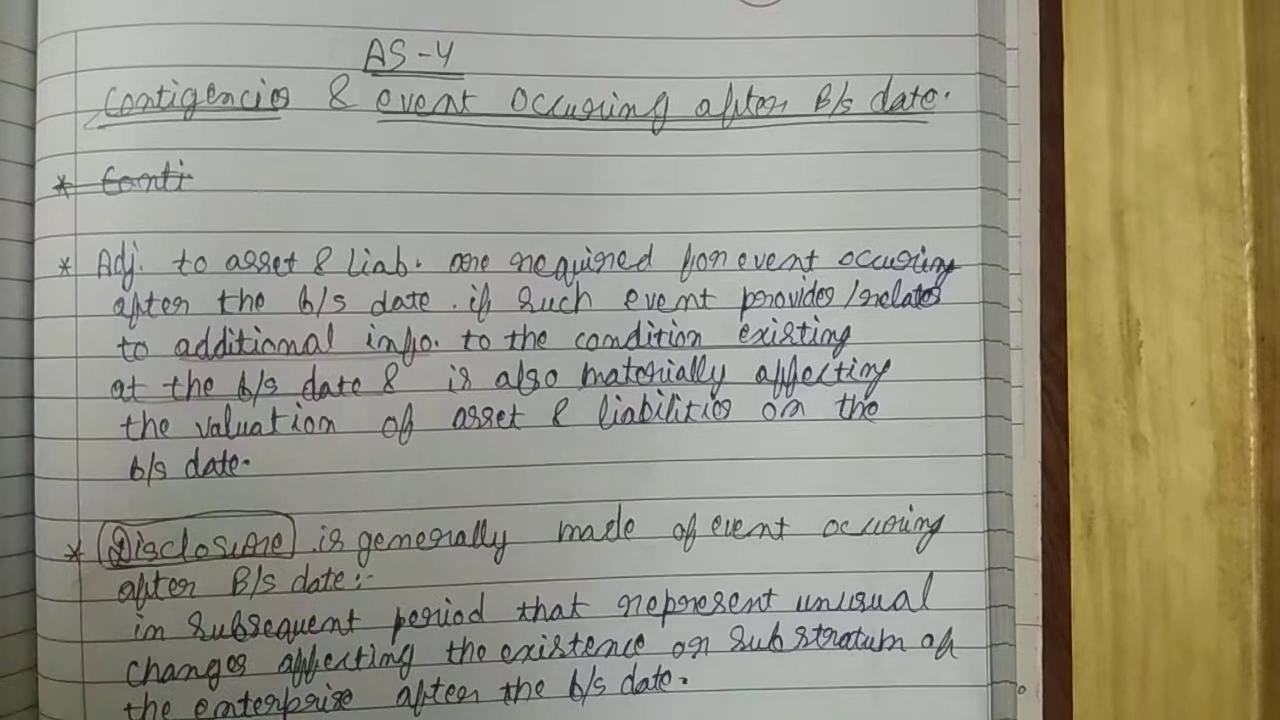 AS-4
Contigencies & event occuring after B/s date.
* Conti
* Adj. to asset & liab. are required for event occuring
after the b/s date. if such event provides/relates
to additional info. to the condition existing
at the b/s date & is also materially affecting
the valuation of asset & liabilities on the
b/s date.
* Disclosure is generally made of event occuring
after B/s date:-
in subsequent period that represent unusual
changes affecting the existence or substratum of
the enterprise after the b/s date.